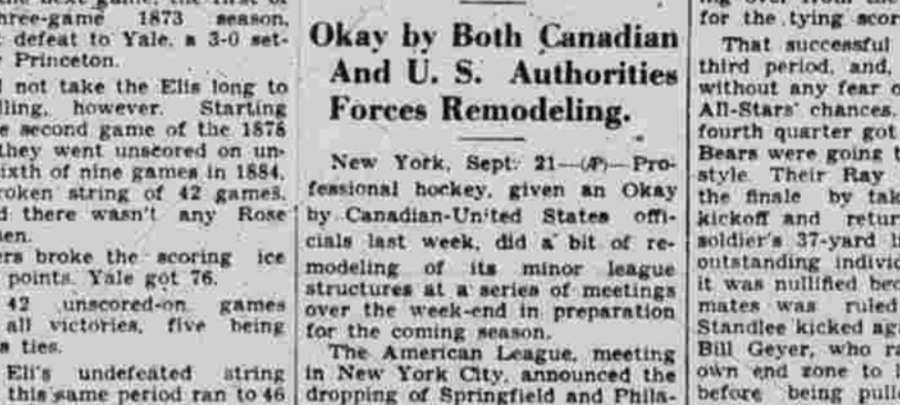 three-game 1873 season,
defeat to Yale, a 3-0 set-
Princeton.
not take the Elis long to
lling, however. Starting
e second game of the 1878
they went unscored on un-
ixth of nine games in 1884.
roken string of 42 games.
d there wasn't any Rose
en.
ers broke the scoring ice
points. Yale got 76.
42 unscored-on games
all victories, five being
s ties.
Eli's undefeated string
this same period ran to 46
Okay by Both Canadian
And U. S. Authorities
Forces Remodeling.
New York, Sept. 21—(AP)—Pro-
fessional hockey, given an Okay
by Canadian-United States offi-
cials last week, did a bit of re-
modeling of its minor league
structures at a series of meetings
over the week-end in preparation
for the coming season.
The American League, meeting
in New York City, announced the
dropping of Springfield and Phila-
for the tying scor
That successful
third period, and,
without any fear o
All-Stars' chances.
fourth quarter got
Bears were going t
style. Their Ray
the finale by tak
kickoff and retur
soldier's 37-yard li
outstanding individ
it was nullified bec
mates was ruled
Standlee kicked aga
Bill Geyer, who ra
own end zone to
before being pulle